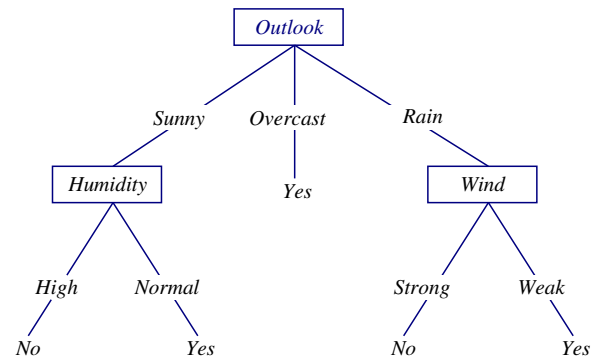 Outlook
Sunny Overcast Rain
Humidity Yes Wind
High Normal Strong Weak
No Yes No Yes